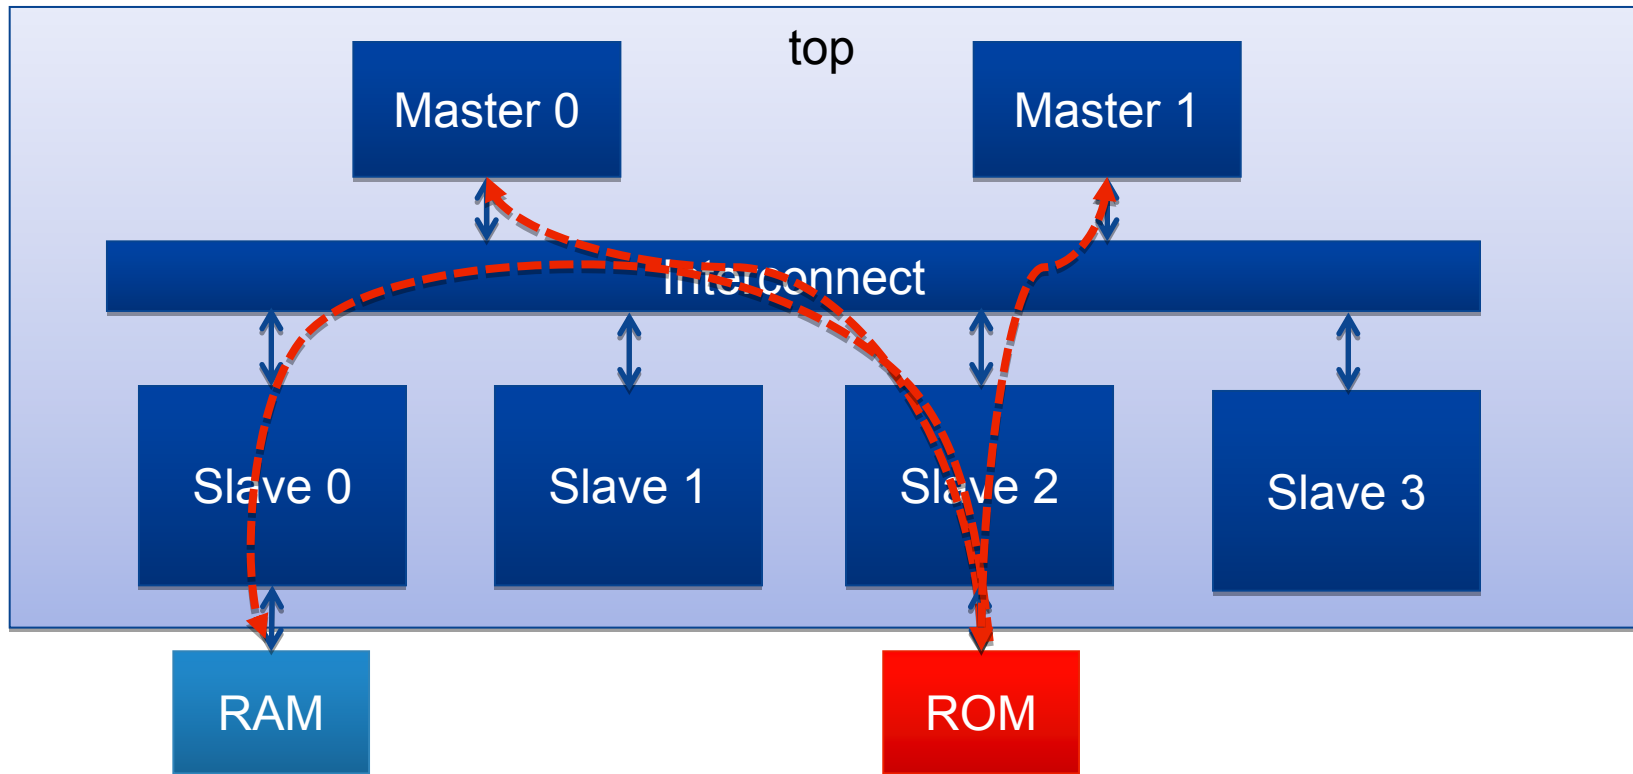 top
Master 0
Master 1
Interconnect
Slave 0
Slave 1
Slave 2
Slave 3
RAM
ROM